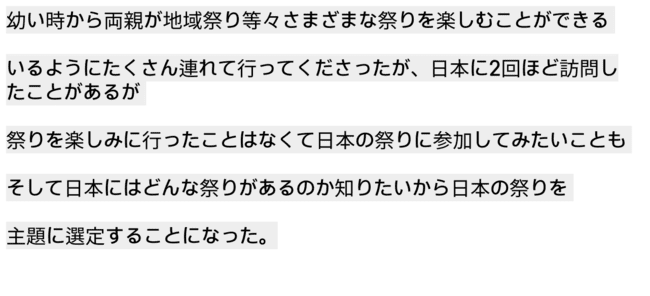 幼い時から両親が地域祭り等々さまざまな祭りを楽しむことができる
いるようにたくさん連れて行ってくださったが、日本に2回ほど訪問し
たことがあるが
祭りを楽しみに行ったことはなくて日本の祭りに参加してみたいことも
そして日本にはどんな祭りがあるのか知りたいから日本の祭りを
主題に選定することになった。